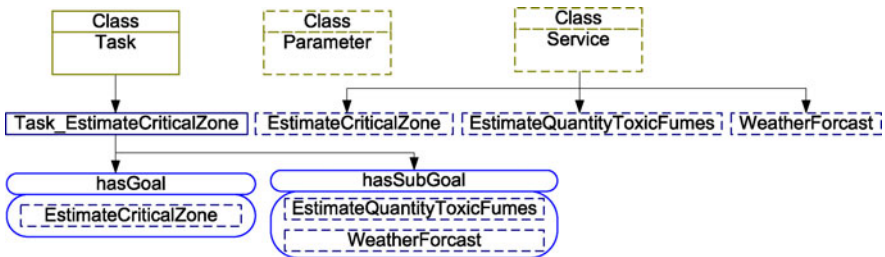 Class
Task
Class
Parameter
Class
Service
Task_EstimateCriticalZone
EstimateCriticalZone
EstimateQuantityToxicFumes
WeatherForcast
hasGoal
EstimateCriticalZone
hasSubGoal
EstimateQuantityToxicFumes
WeatherForcast